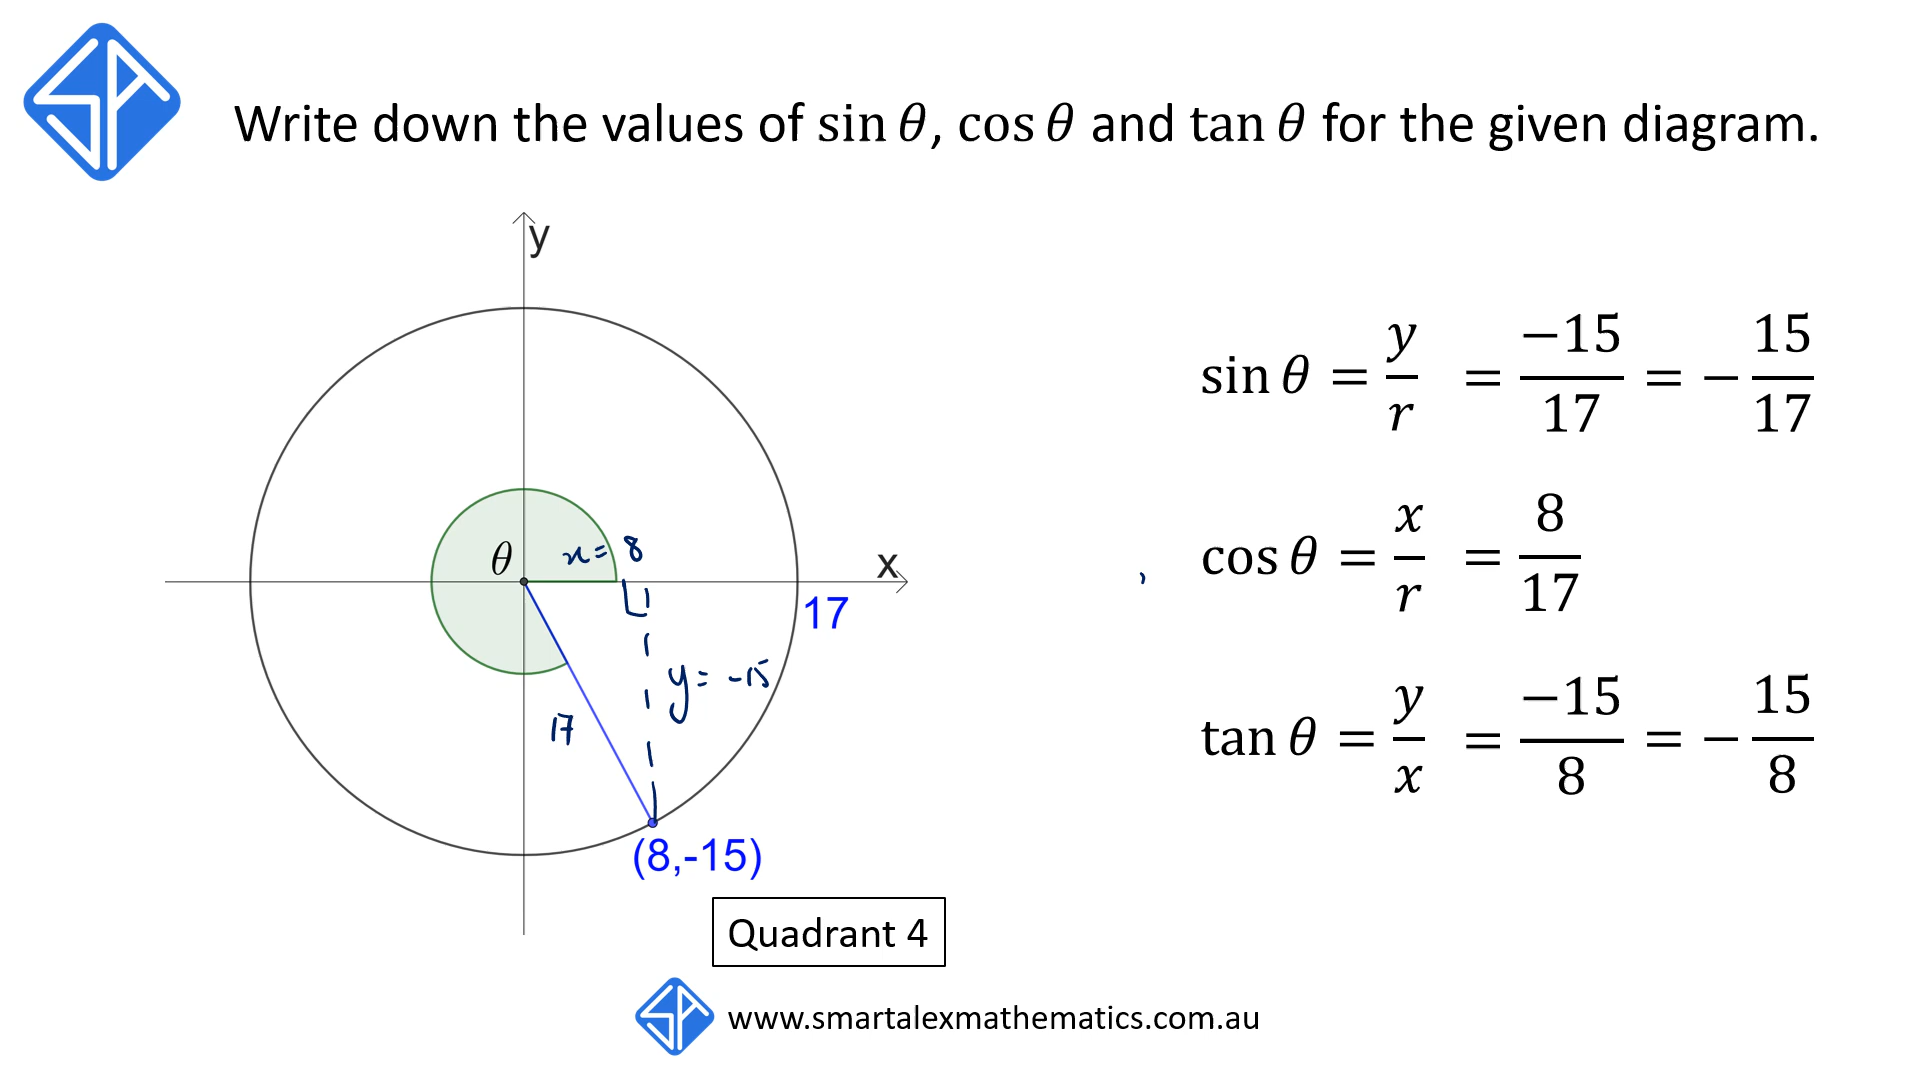 Write down the values of sin θ, cos θ and tan θ for the given diagram.
y
sin θ = y/r = −15/17 = − 15/17
θ
x = 8
x
17
cos θ = x/r = 8/17
y = -15
17
tan θ = y/x = −15/8 = − 15/8
(8,-15)
Quadrant 4
www.smartalexmathematics.com.au